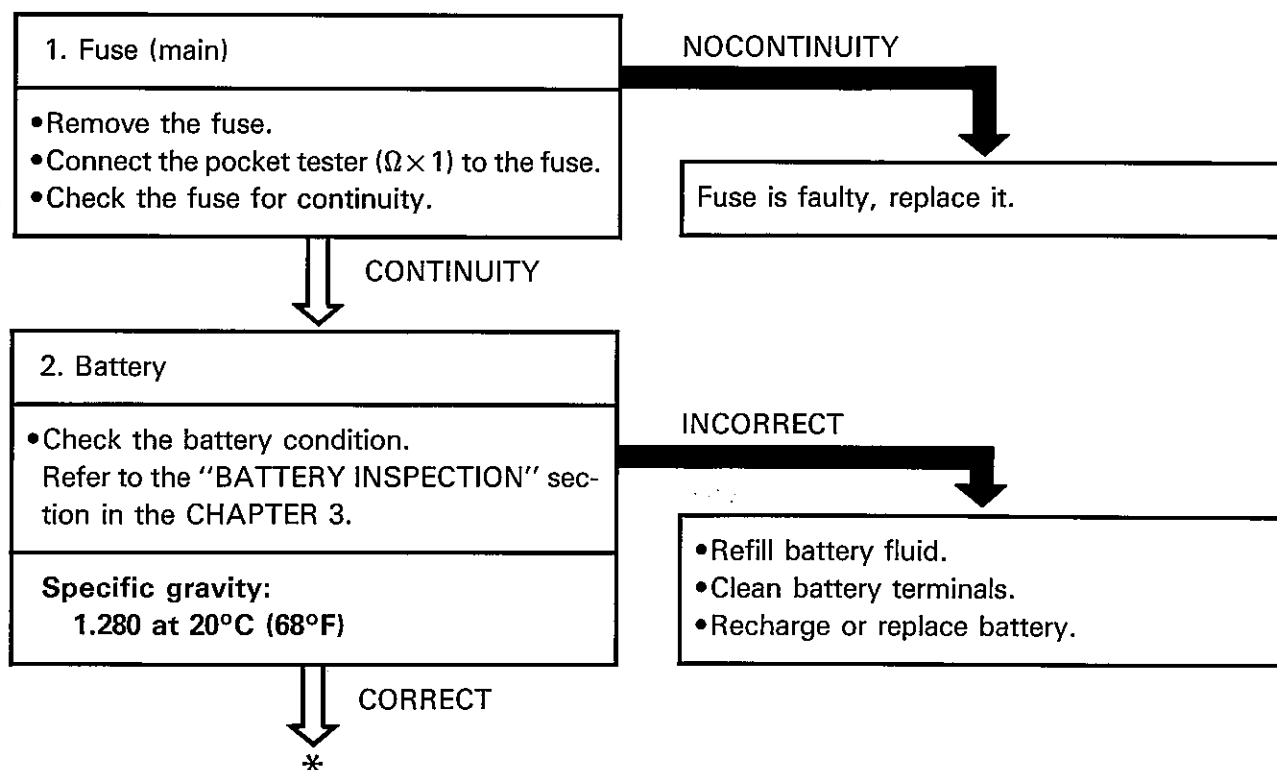 1. Fuse (main)
NOCONTINUITY
•Remove the fuse.
•Connect the pocket tester (Ω×1) to the fuse.
•Check the fuse for continuity.
Fuse is faulty, replace it.
CONTINUITY
2. Battery
•Check the battery condition.
Refer to the "BATTERY INSPECTION" sec-
tion in the CHAPTER 3.
INCORRECT
Specific gravity:
1.280 at 20°C (68°F)
•Refill battery fluid.
•Clean battery terminals.
•Recharge or replace battery.
CORRECT
*